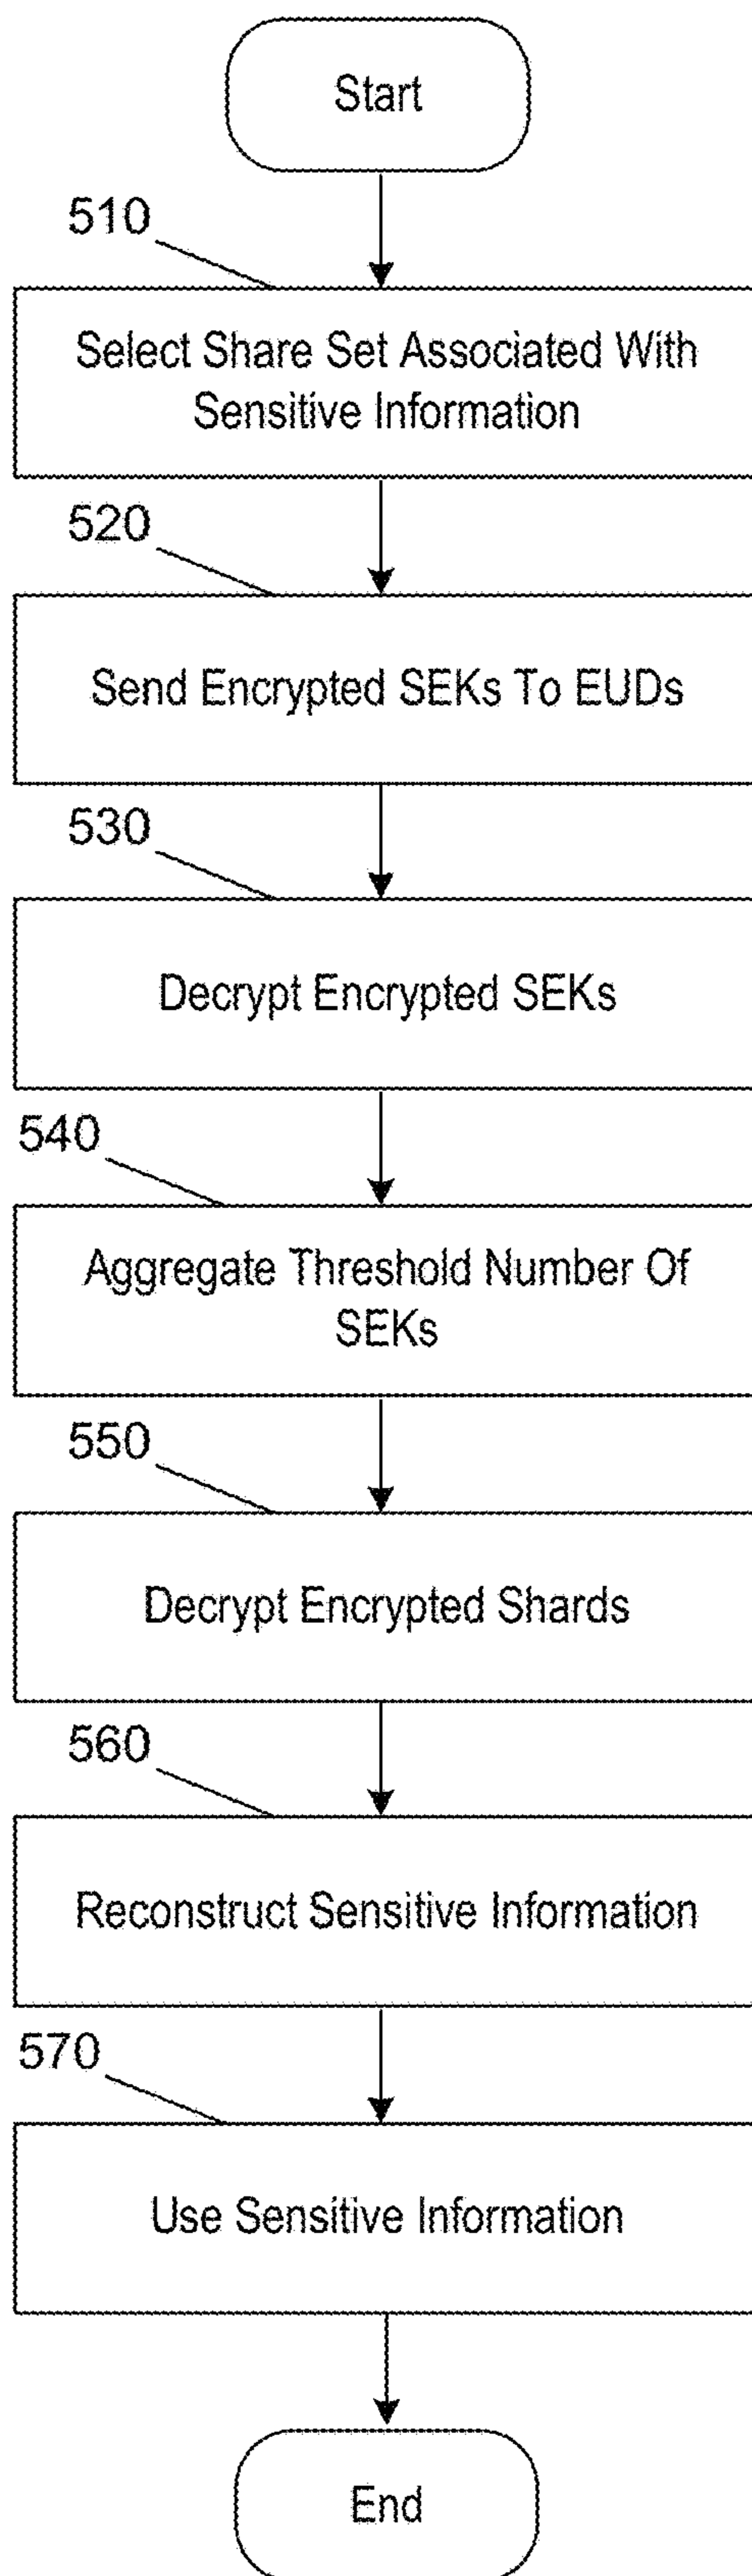 Start
510
Select Share Set Associated With
Sensitive Information
520
Send Encrypted SEKs To EUDs
530
Decrypt Encrypted SEKs
540
Aggregate Threshold Number Of
SEKs
550
Decrypt Encrypted Shards
560
Reconstruct Sensitive Information
570
Use Sensitive Information
End